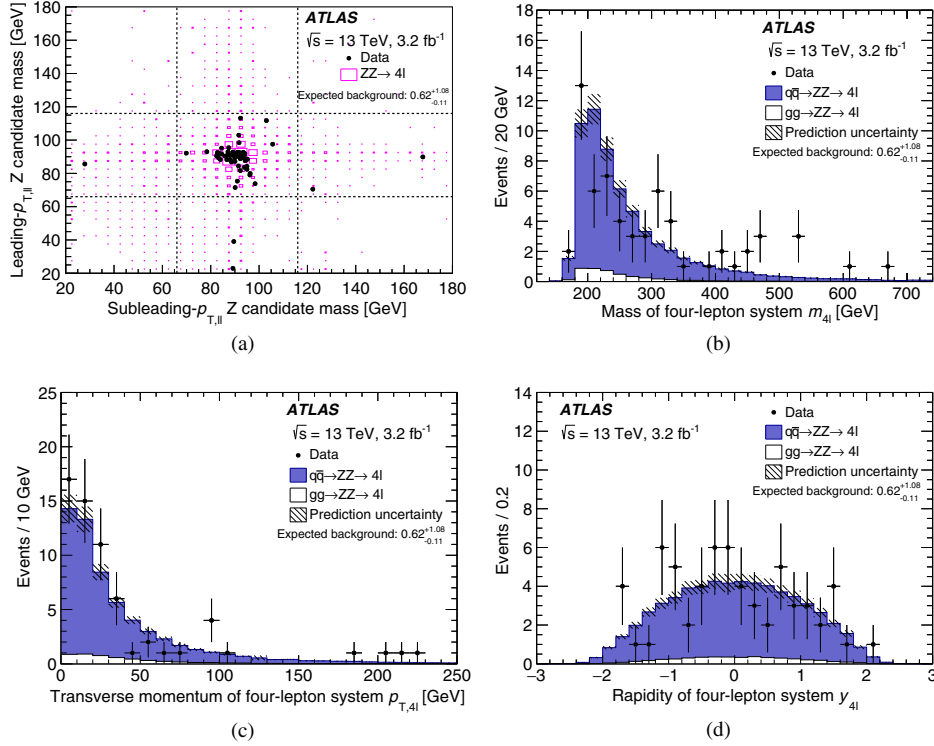 ATLAS
√s = 13 TeV, 3.2 fb-1
Data
ZZ→ 4l
Expected background: 0.62+1.08-0.11
Leading-pT,ll Z candidate mass [GeV]
180
160
140
120
100
80
60
40
20
20 40 60 80 100 120 140 160 180
Subleading-pT,ll Z candidate mass [GeV]
(a)
ATLAS
√s = 13 TeV, 3.2 fb-1
Data
qq̄→ZZ→ 4l
gg→ZZ→ 4l
Prediction uncertainty
Expected background: 0.62+1.08-0.11
Events / 20 GeV
18
16
14
12
10
8
6
4
2
0
200 300 400 500 600 700
Mass of four-lepton system m4l [GeV]
(b)
ATLAS
√s = 13 TeV, 3.2 fb-1
Data
qq̄→ZZ→ 4l
gg→ZZ→ 4l
Prediction uncertainty
Expected background: 0.62+1.08-0.11
Events / 10 GeV
25
20
15
10
5
0
0 50 100 150 200 250
Transverse momentum of four-lepton system pT,4l [GeV]
(c)
ATLAS
√s = 13 TeV, 3.2 fb-1
Data
qq̄→ZZ→ 4l
gg→ZZ→ 4l
Prediction uncertainty
Expected background: 0.62+1.08-0.11
Events / 0.2
14
12
10
8
6
4
2
0
−3 −2 −1 0 1 2 3
Rapidity of four-lepton system y4l
(d)